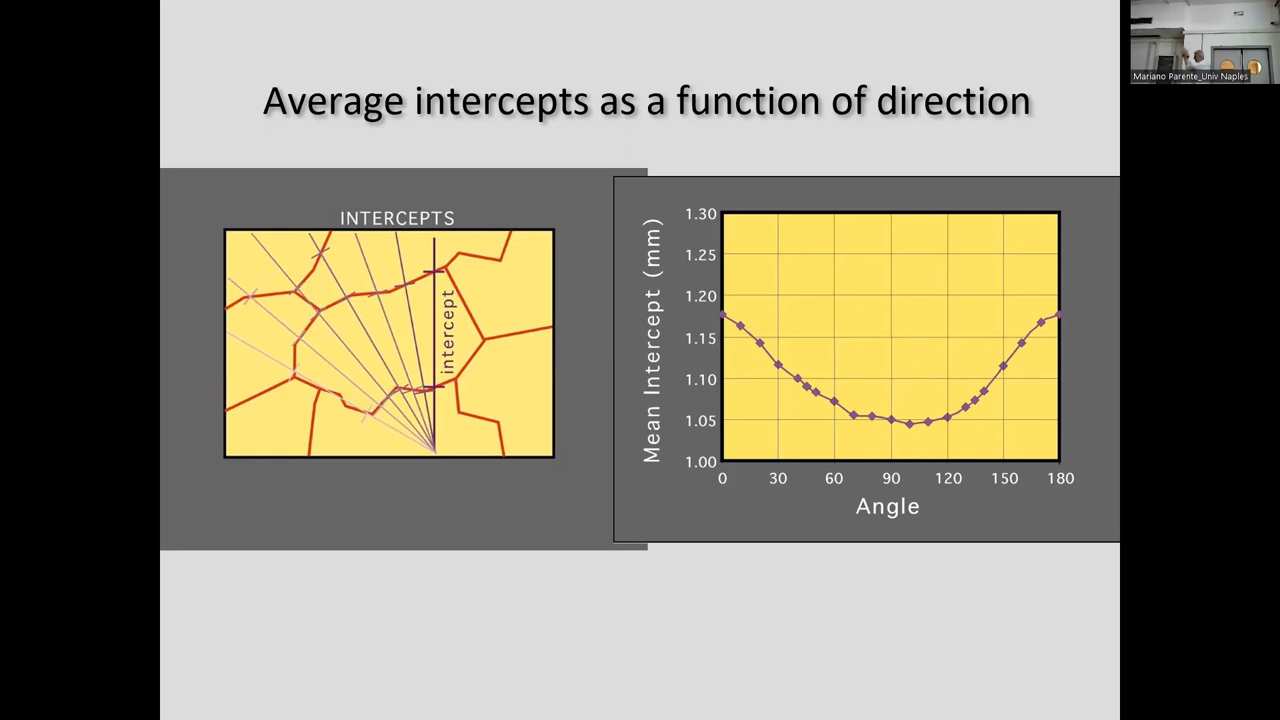 Mariano Parente_Univ Naples
Average intercepts as a function of direction
INTERCEPTS
intercept
Mean Intercept (mm)
1.30
1.25
1.20
1.15
1.10
1.05
1.00
0 30 60 90 120 150 180
Angle